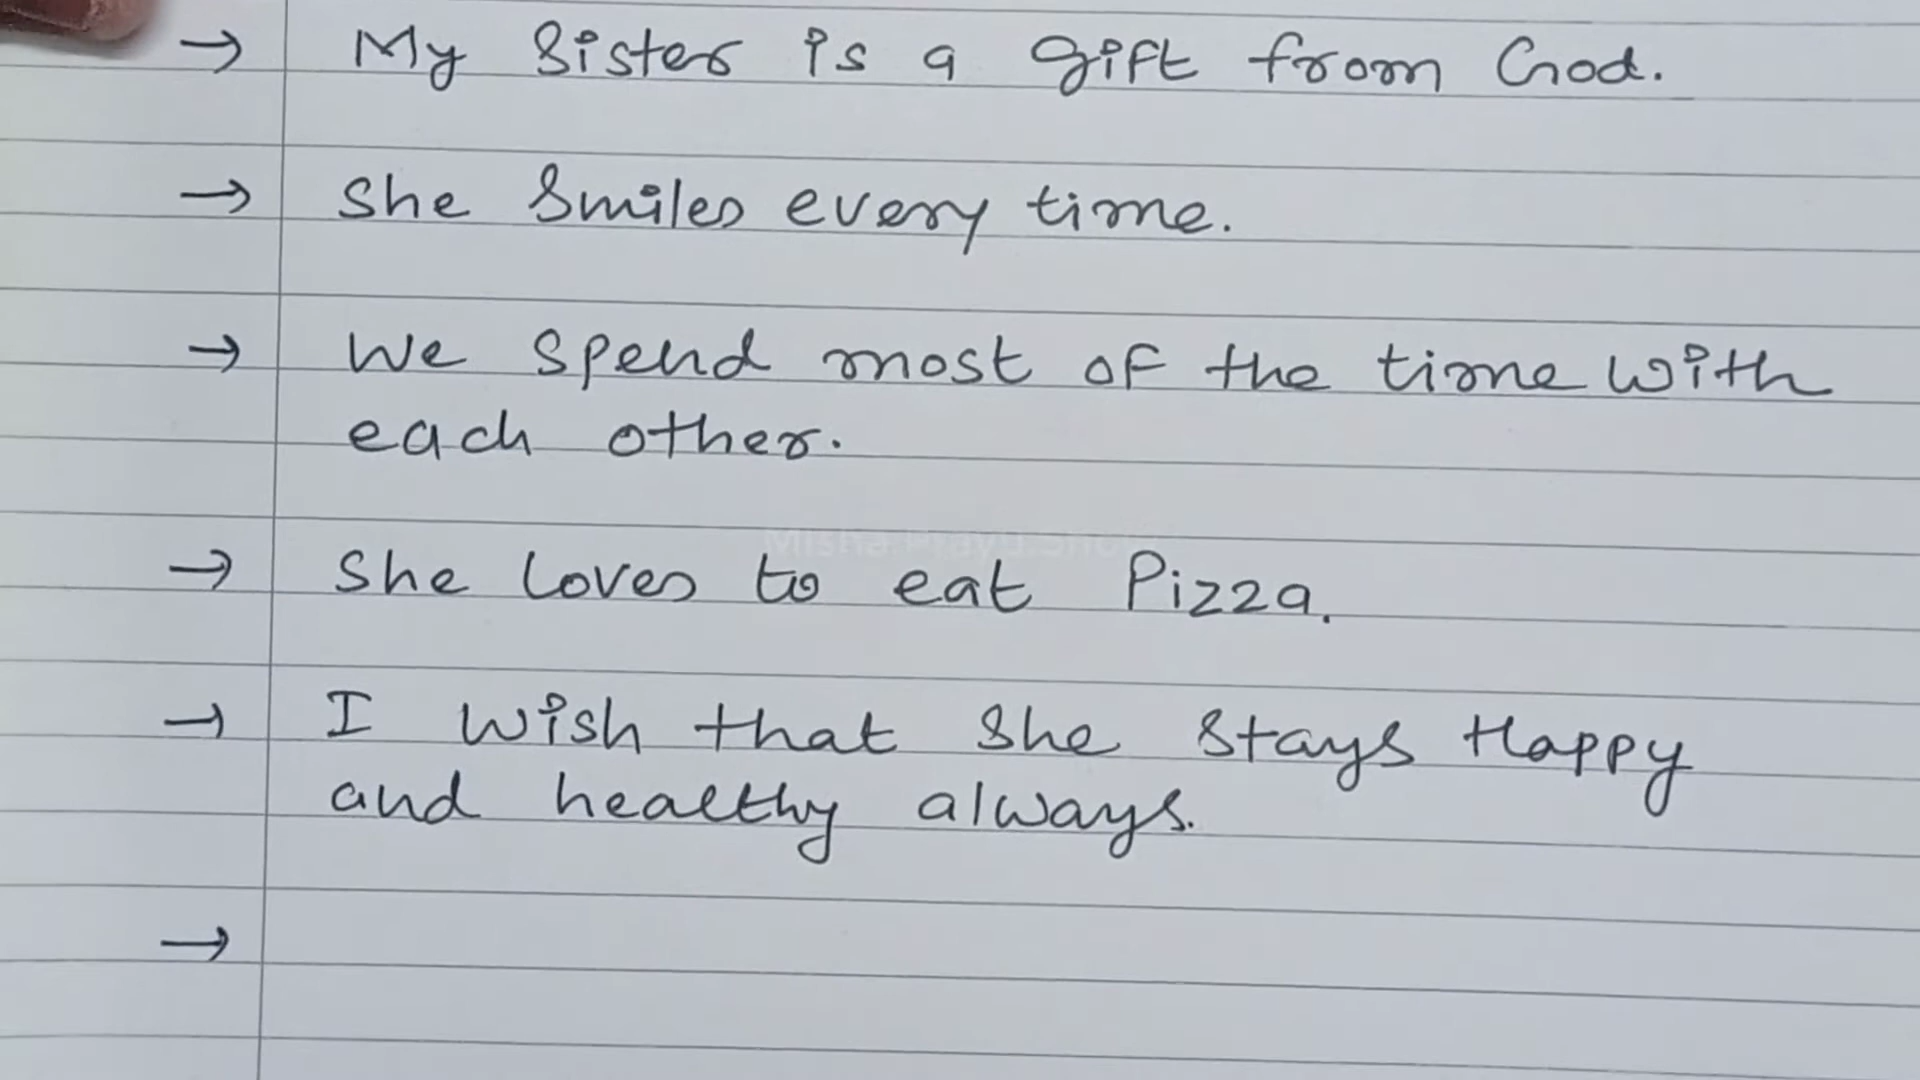 → My Sister is a gift from God.
→ She Smiles every time.
→ We spend most of the time with
each other.
→ She loves to eat Pizza.
→ I wish that She stays Happy
and healthy always.
→